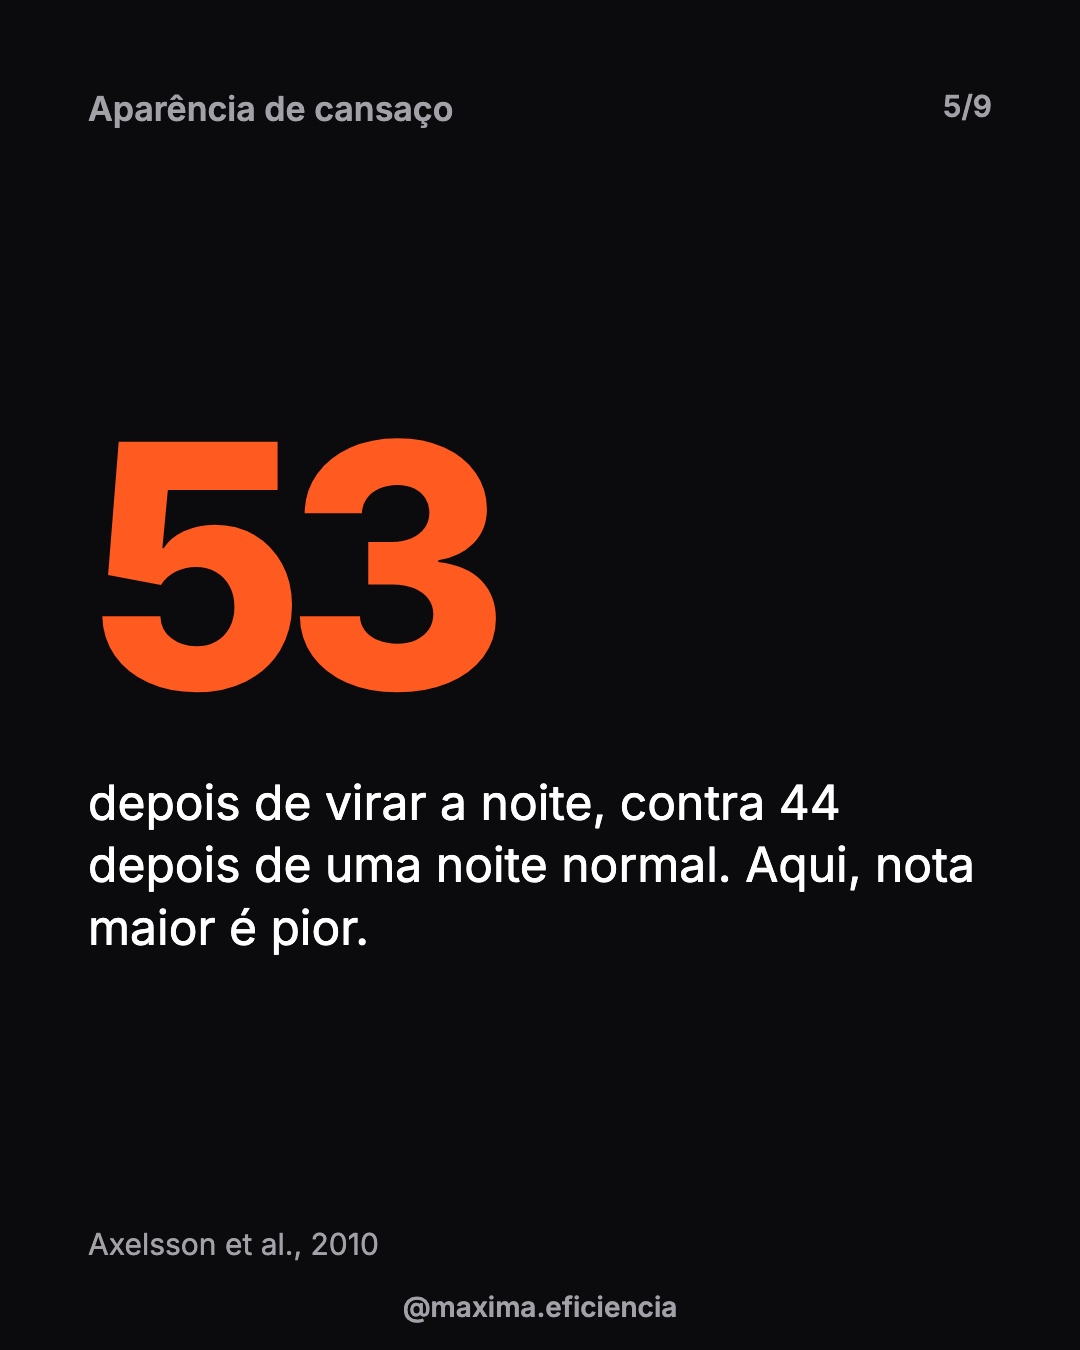 Aparência de cansaço
5/9
53
depois de virar a noite, contra 44
depois de uma noite normal. Aqui, nota
maior é pior.
Axelsson et al., 2010
@maxima.eficiencia